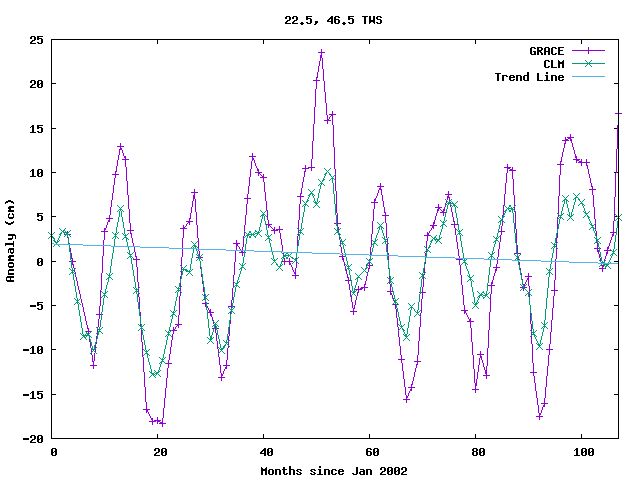 22.5, 46.5 TWS
GRACE
CLM
Trend Line
Anomaly (cm)
25
20
15
10
5
0
-5
-10
-15
-20
0 20 40 60 80 100
Months since Jan 2002